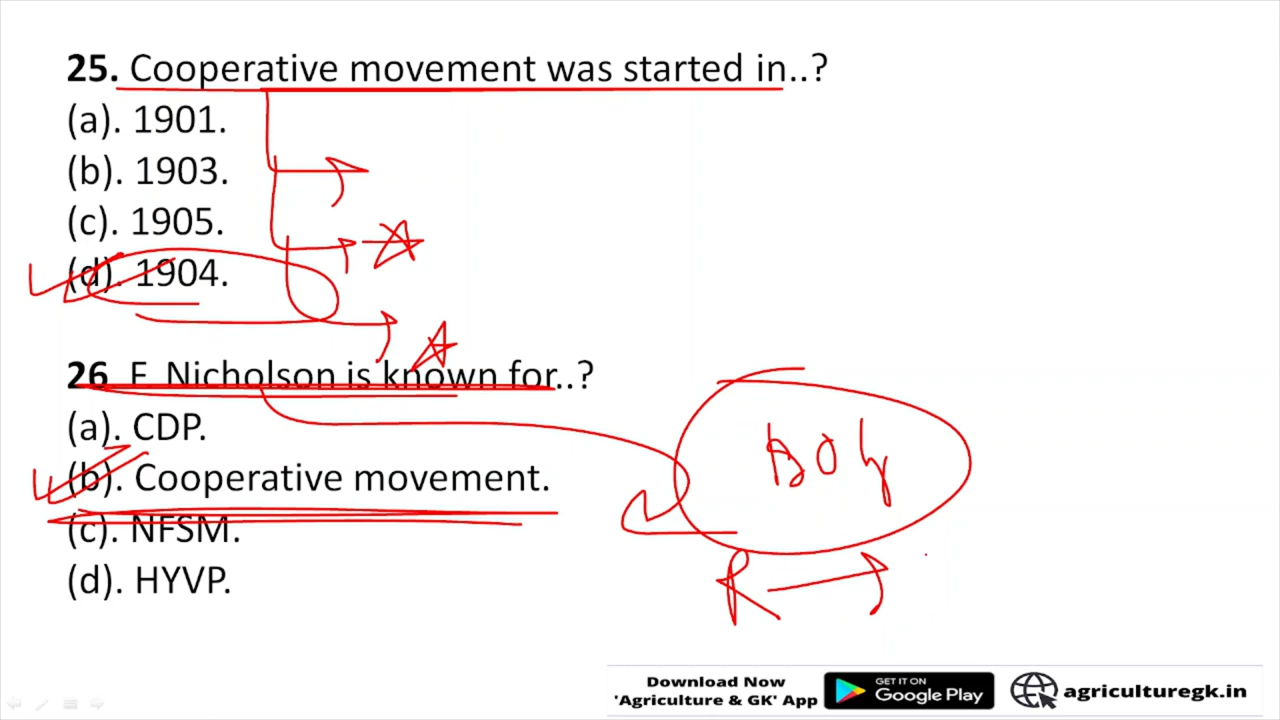 25. Cooperative movement was started in..?
(a). 1901.
(b). 1903.
(c). 1905.
(d). 1904.
26. F. Nicholson is known for..?
(a). CDP.
(b). Cooperative movement.
(c). NFSM.
(d). HYVP.
R
Download Now
'Agriculture & GK' App
GET IT ON
Google Play
agriculturegk.in